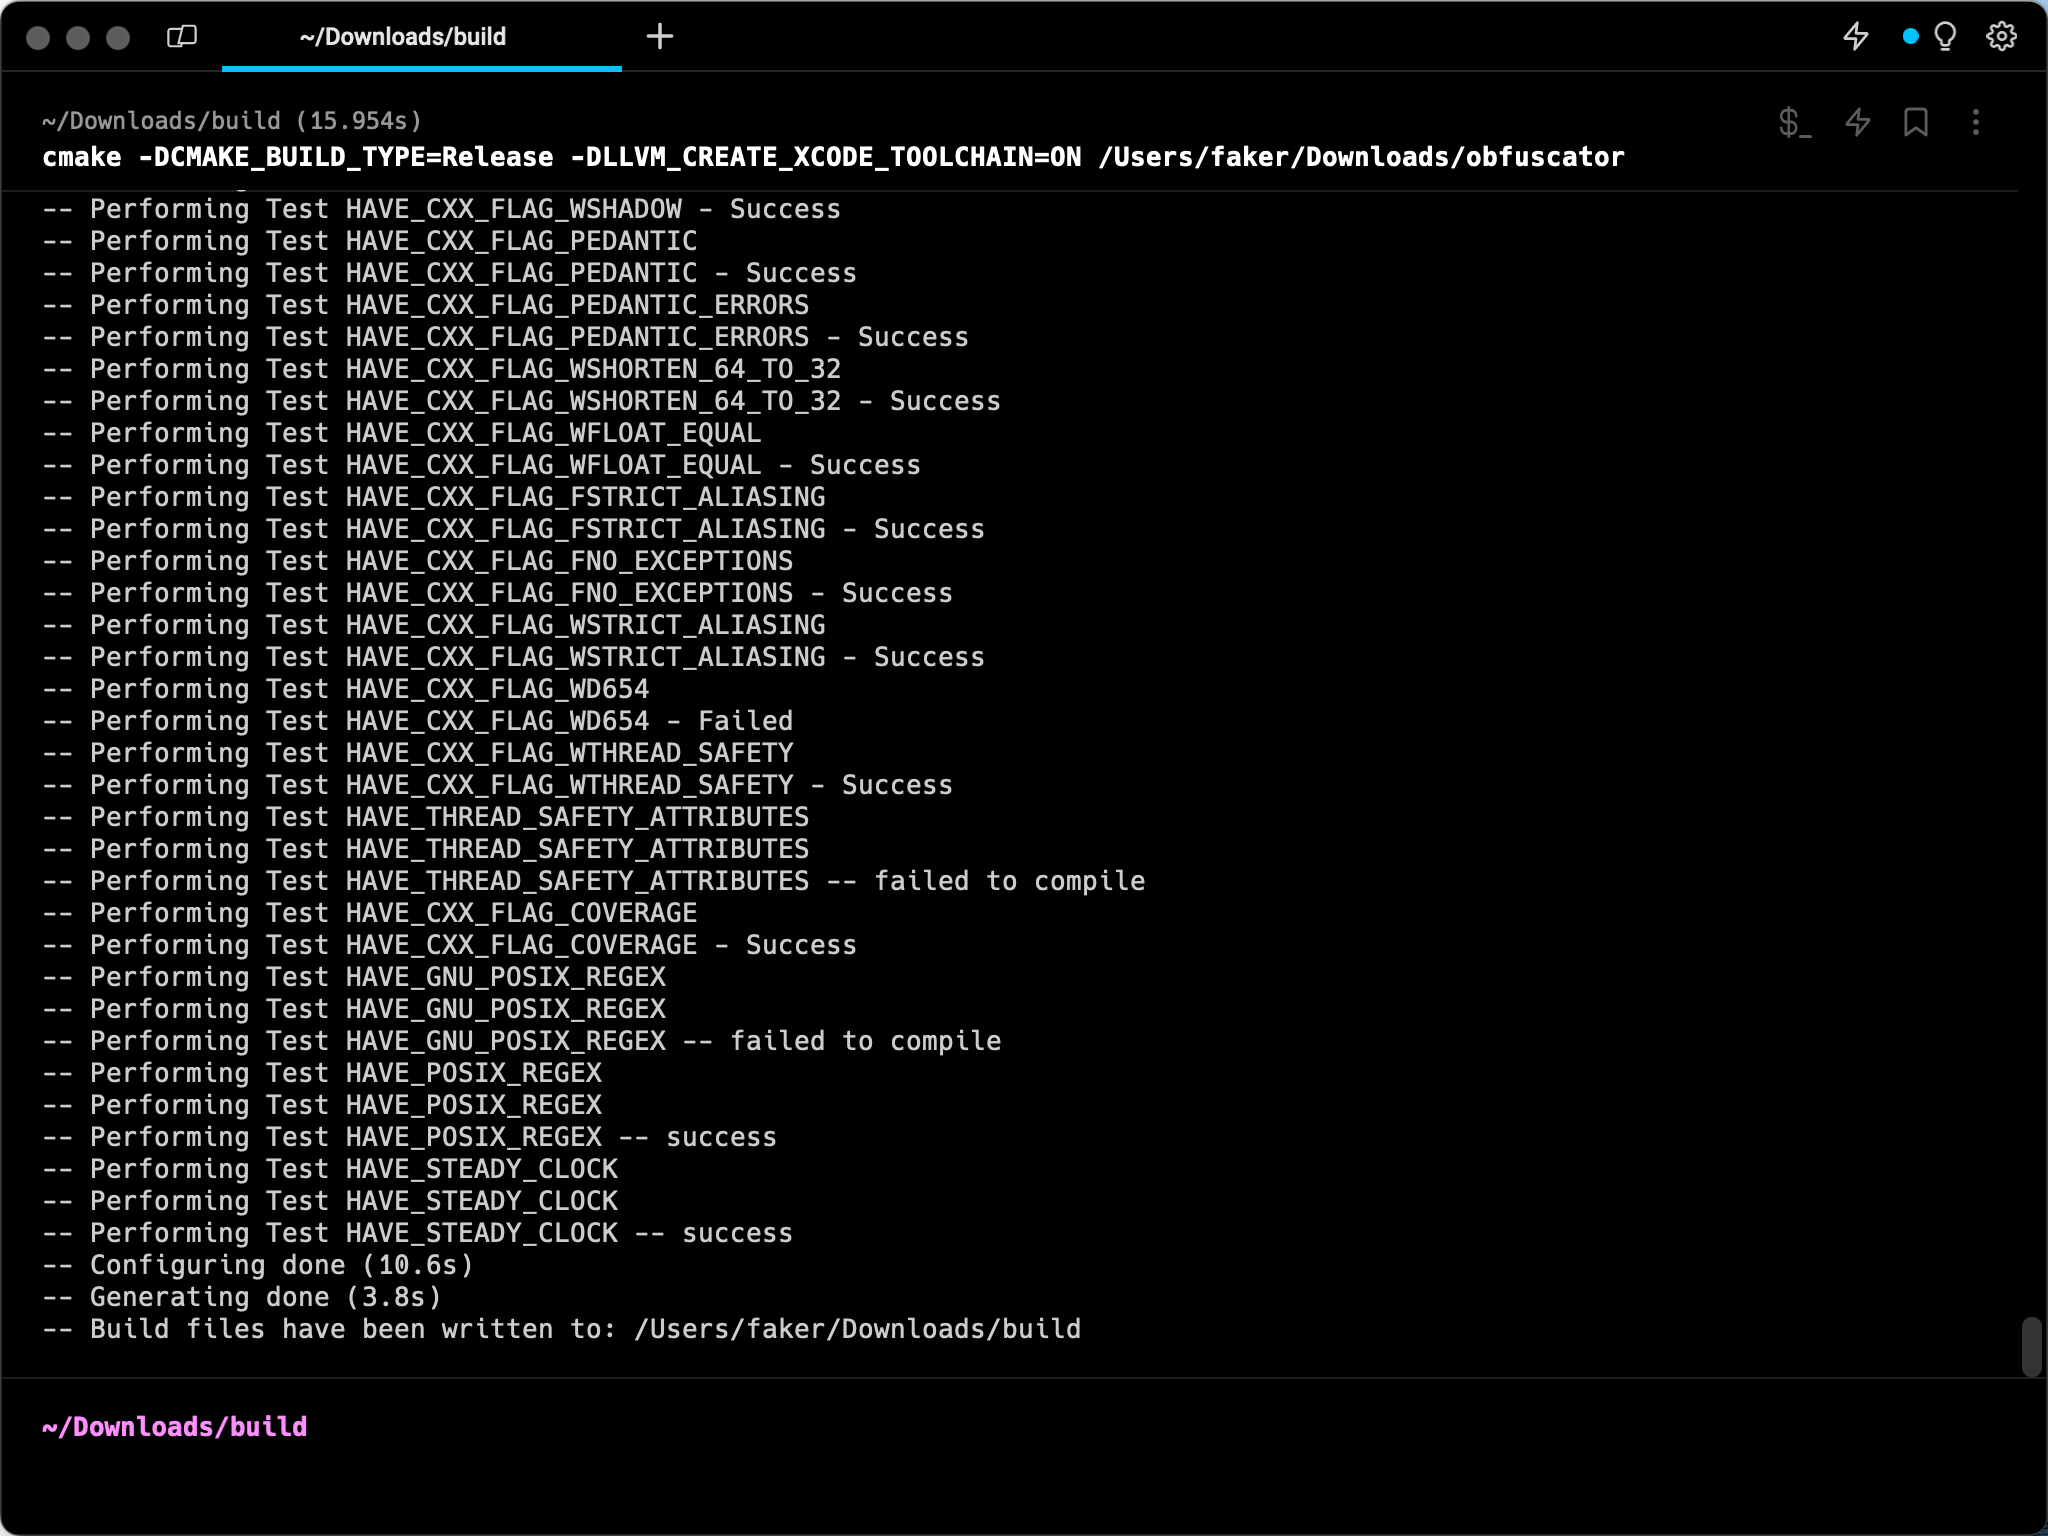 ~/Downloads/build
~/Downloads/build (15.954s)
cmake -DCMAKE_BUILD_TYPE=Release -DLLVM_CREATE_XCODE_TOOLCHAIN=ON /Users/faker/Downloads/obfuscator
-- Performing Test HAVE_CXX_FLAG_WSHADOW - Success
-- Performing Test HAVE_CXX_FLAG_PEDANTIC
-- Performing Test HAVE_CXX_FLAG_PEDANTIC - Success
-- Performing Test HAVE_CXX_FLAG_PEDANTIC_ERRORS
-- Performing Test HAVE_CXX_FLAG_PEDANTIC_ERRORS - Success
-- Performing Test HAVE_CXX_FLAG_WSHORTEN_64_TO_32
-- Performing Test HAVE_CXX_FLAG_WSHORTEN_64_TO_32 - Success
-- Performing Test HAVE_CXX_FLAG_WFLOAT_EQUAL
-- Performing Test HAVE_CXX_FLAG_WFLOAT_EQUAL - Success
-- Performing Test HAVE_CXX_FLAG_FSTRICT_ALIASING
-- Performing Test HAVE_CXX_FLAG_FSTRICT_ALIASING - Success
-- Performing Test HAVE_CXX_FLAG_FNO_EXCEPTIONS
-- Performing Test HAVE_CXX_FLAG_FNO_EXCEPTIONS - Success
-- Performing Test HAVE_CXX_FLAG_WSTRICT_ALIASING
-- Performing Test HAVE_CXX_FLAG_WSTRICT_ALIASING - Success
-- Performing Test HAVE_CXX_FLAG_WD654
-- Performing Test HAVE_CXX_FLAG_WD654 - Failed
-- Performing Test HAVE_CXX_FLAG_WTHREAD_SAFETY
-- Performing Test HAVE_CXX_FLAG_WTHREAD_SAFETY - Success
-- Performing Test HAVE_THREAD_SAFETY_ATTRIBUTES
-- Performing Test HAVE_THREAD_SAFETY_ATTRIBUTES
-- Performing Test HAVE_THREAD_SAFETY_ATTRIBUTES -- failed to compile
-- Performing Test HAVE_CXX_FLAG_COVERAGE
-- Performing Test HAVE_CXX_FLAG_COVERAGE - Success
-- Performing Test HAVE_GNU_POSIX_REGEX
-- Performing Test HAVE_GNU_POSIX_REGEX
-- Performing Test HAVE_GNU_POSIX_REGEX -- failed to compile
-- Performing Test HAVE_POSIX_REGEX
-- Performing Test HAVE_POSIX_REGEX
-- Performing Test HAVE_POSIX_REGEX -- success
-- Performing Test HAVE_STEADY_CLOCK
-- Performing Test HAVE_STEADY_CLOCK
-- Performing Test HAVE_STEADY_CLOCK -- success
-- Configuring done (10.6s)
-- Generating done (3.8s)
-- Build files have been written to: /Users/faker/Downloads/build
~/Downloads/build